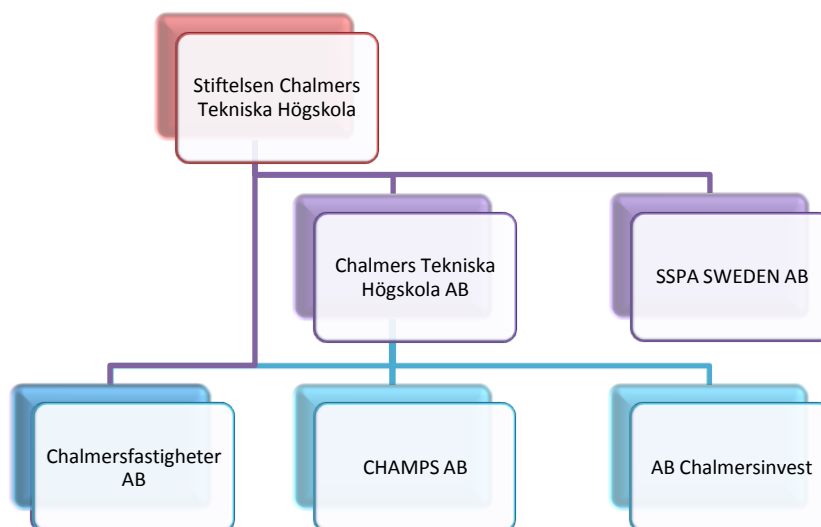 Stiftelsen Chalmers
Tekniska Högskola
Chalmers Tekniska
Högskola AB
SSPA SWEDEN AB
Chalmersfastigheter
AB
CHAMPS AB
AB Chalmersinvest